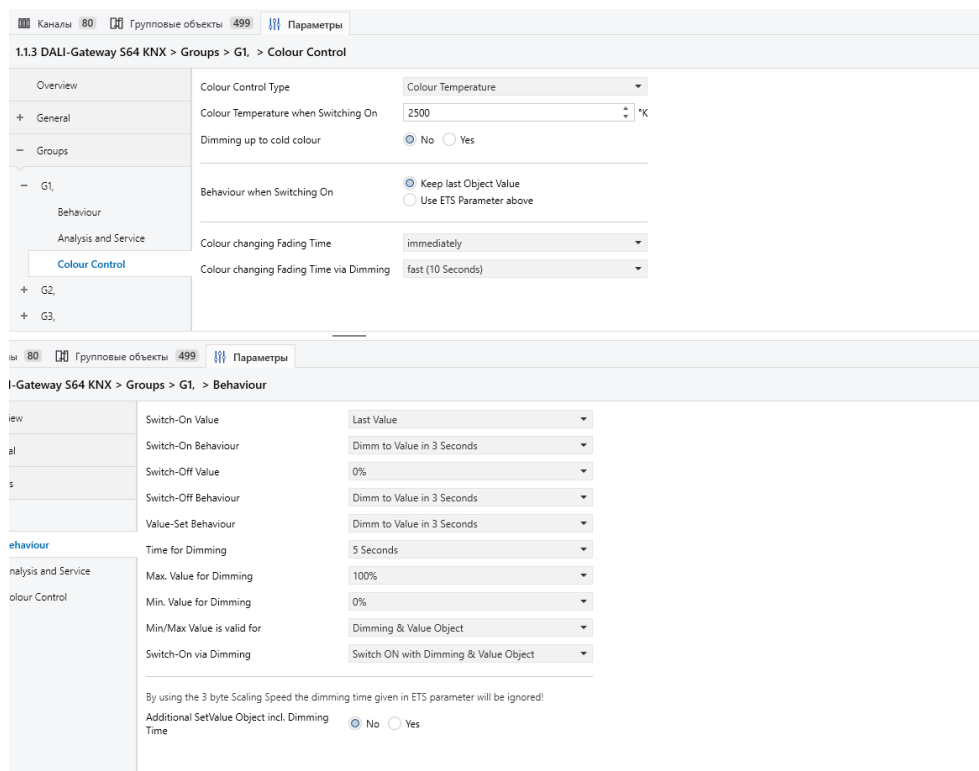 Каналы 80 Групповые объекты 499 Параметры
1.1.3 DALI-Gateway S64 KNX > Groups > G1, > Colour Control
Overview
+ General
− Groups
− G1,
Behaviour
Analysis and Service
Colour Control
+ G2,
+ G3,
Colour Control Type Colour Temperature
Colour Temperature when Switching On 2500 °K
Dimming up to cold colour No Yes
Behaviour when Switching On Keep last Object Value
Use ETS Parameter above
Colour changing Fading Time immediately
Colour changing Fading Time via Dimming fast (10 Seconds)
лы 80 Групповые объекты 499 Параметры
I-Gateway S64 KNX > Groups > G1, > Behaviour
iew
al
s
ehaviour
nalysis and Service
olour Control
Switch-On Value Last Value
Switch-On Behaviour Dimm to Value in 3 Seconds
Switch-Off Value 0%
Switch-Off Behaviour Dimm to Value in 3 Seconds
Value-Set Behaviour Dimm to Value in 3 Seconds
Time for Dimming 5 Seconds
Max. Value for Dimming 100%
Min. Value for Dimming 0%
Min/Max Value is valid for Dimming & Value Object
Switch-On via Dimming Switch ON with Dimming & Value Object
By using the 3 byte Scaling Speed the dimming time given in ETS parameter will be ignored!
Additional SetValue Object incl. Dimming
Time No Yes